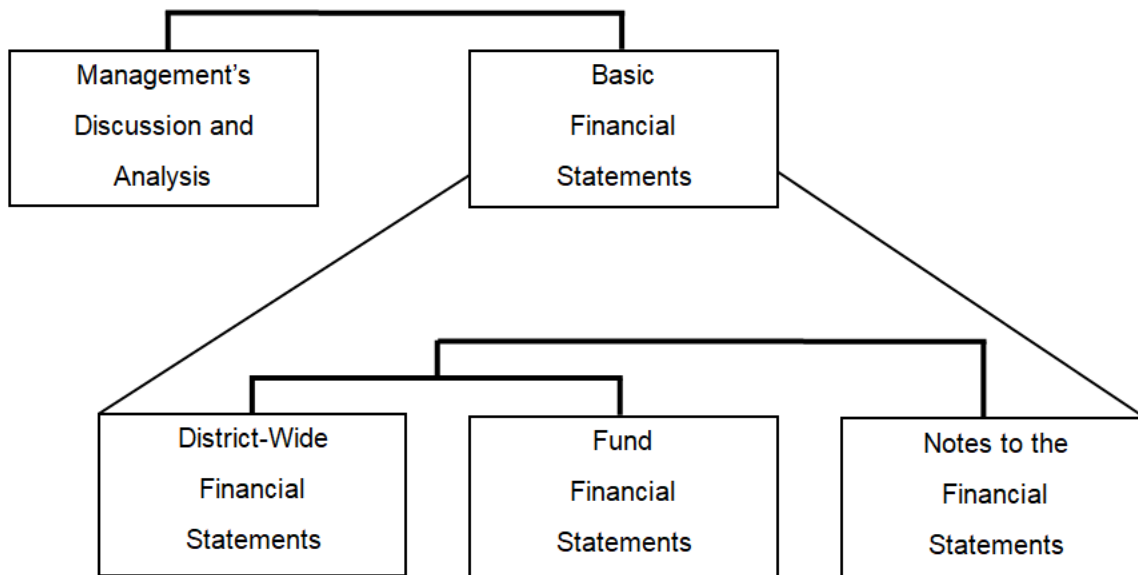 Management’s
Discussion and
Analysis
Basic
Financial
Statements
District-Wide
Financial
Statements
Fund
Financial
Statements
Notes to the
Financial
Statements